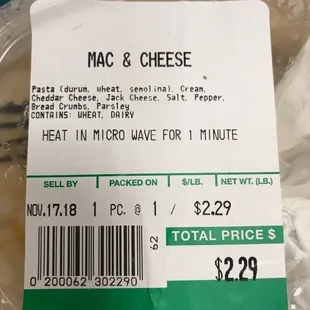 MAC & CHEESE
Pasta (durum, wheat, semolina), Cream,
Cheddar Cheese, Jack Cheese, Salt, Pepper,
Bread Crumbs, Parsley
CONTAINS: WHEAT, DAIRY
HEAT IN MICRO WAVE FOR 1 MINUTE
SELL BY PACKED ON $/LB. NET WT. (LB.)
NOV.17.18 1 PC. @ 1 / $2.29
62
TOTAL PRICE $
$2.29
0 200062 302290